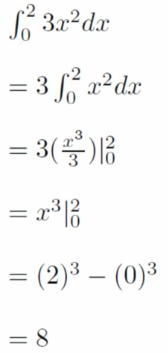 ∫₀² 3x²dx
= 3 ∫₀² x²dx
= 3(x³/3)|₀²
= x³|₀²
= (2)³ − (0)³
= 8